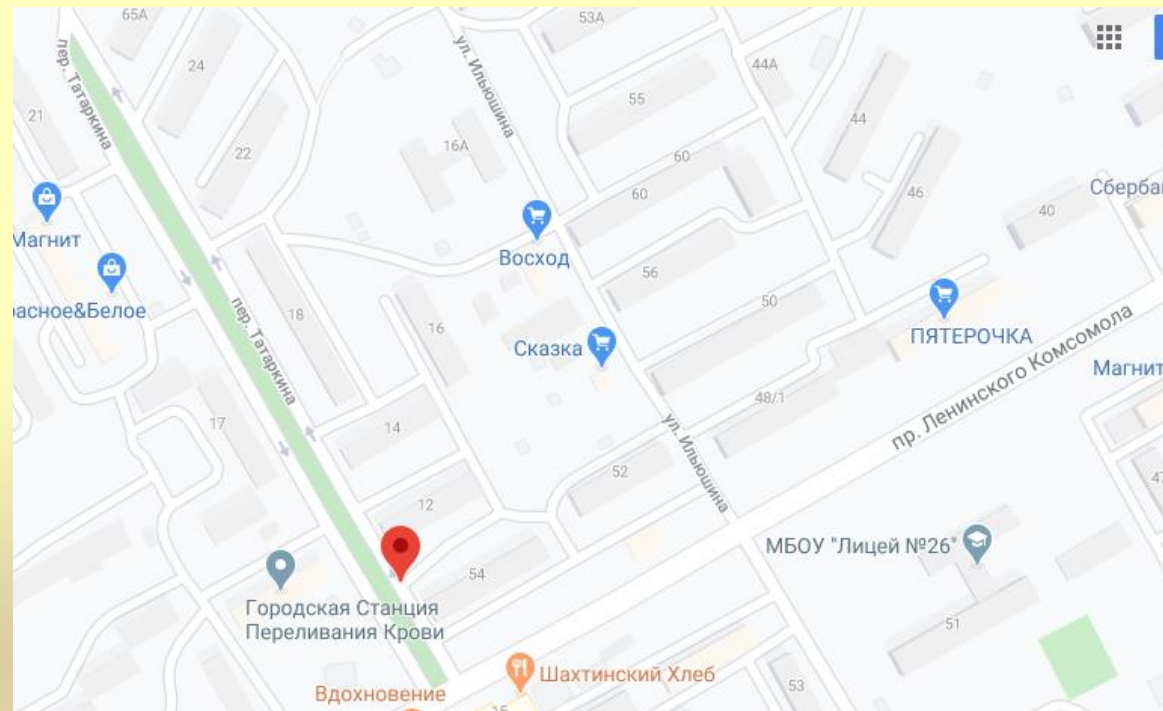 65А
53А
пер. Татаркина
24
ул. Ильюшина
44А
55
21
44
22
16А
60
46
60
Сберба
40
Магнит
Восход
56
расное&Белое
50
пер. Татаркина
18
16
Сказка
ПЯТЕРОЧКА
Магнит
пр. Ленинского Комсомола
48/1
17
14
ул. Ильюшина
52
47
12
МБОУ "Лицей №26"
54
Городская Станция
Переливания Крови
51
Шахтинский Хлеб
53
Вдохновение